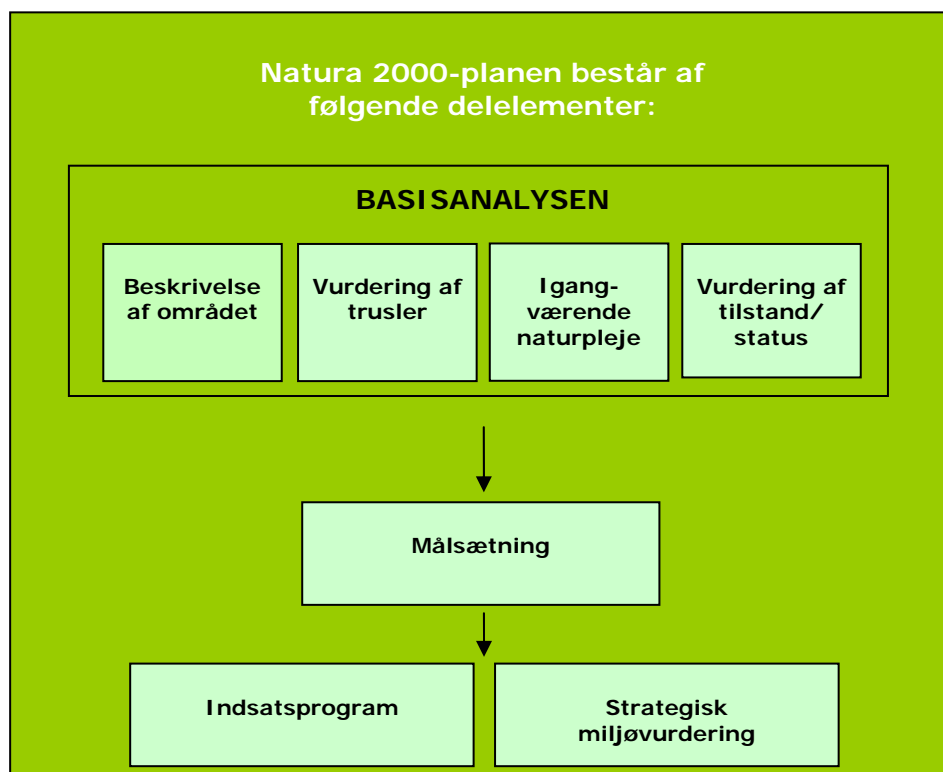 Natura 2000-planen består af
følgende delelementer:
BASISANALYSEN
Beskrivelse
af området
Vurdering af
trusler
Igang-
værende
naturpleje
Vurdering af
tilstand/
status
Målsætning
Indsatsprogram
Strategisk
miljøvurdering